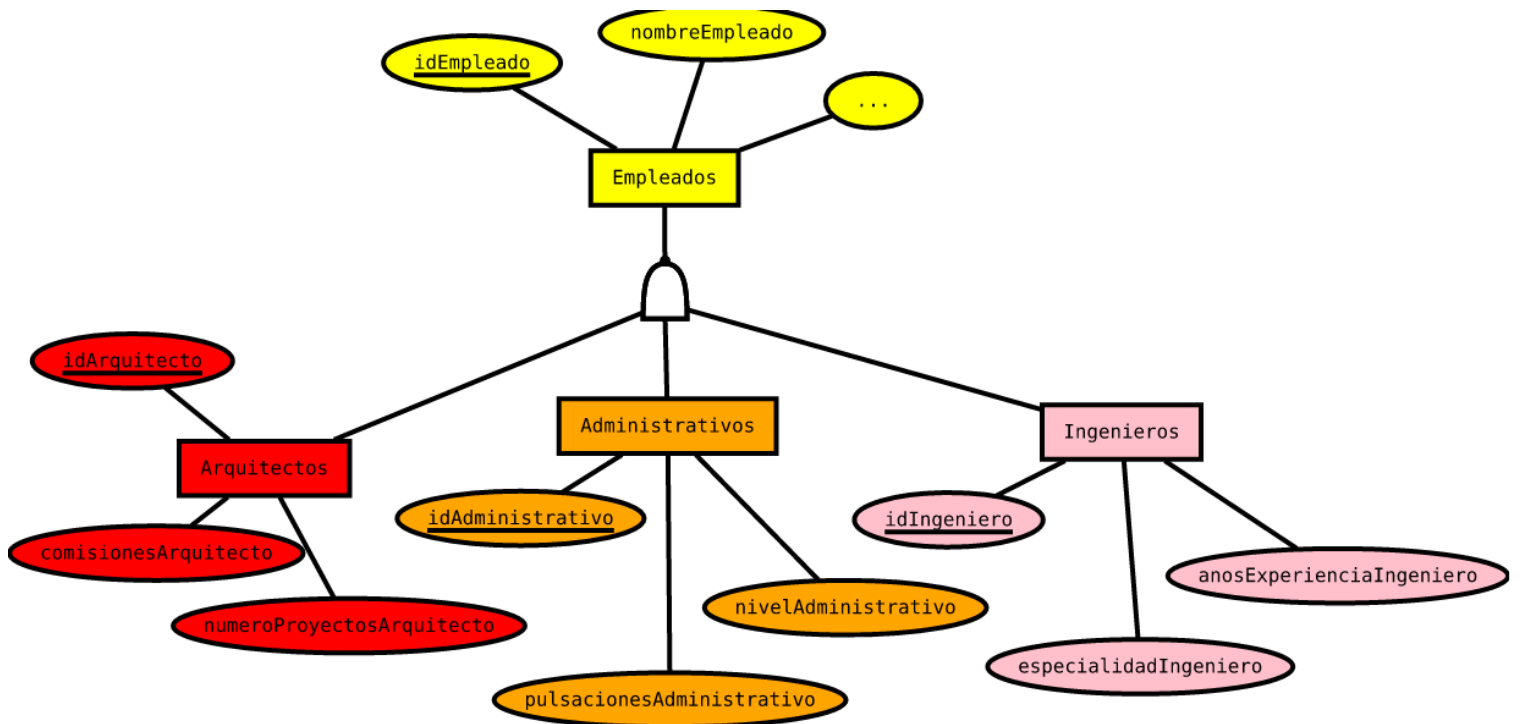 nombreEmpleado
idEmpleado
...
Empleados
idArquitecto
Administrativos
Ingenieros
Arquitectos
idAdministrativo
idIngeniero
comisionesArquitecto
anosExperienciaIngeniero
nivelAdministrativo
numeroProyectosArquitecto
especialidadIngeniero
pulsacionesAdministrativo